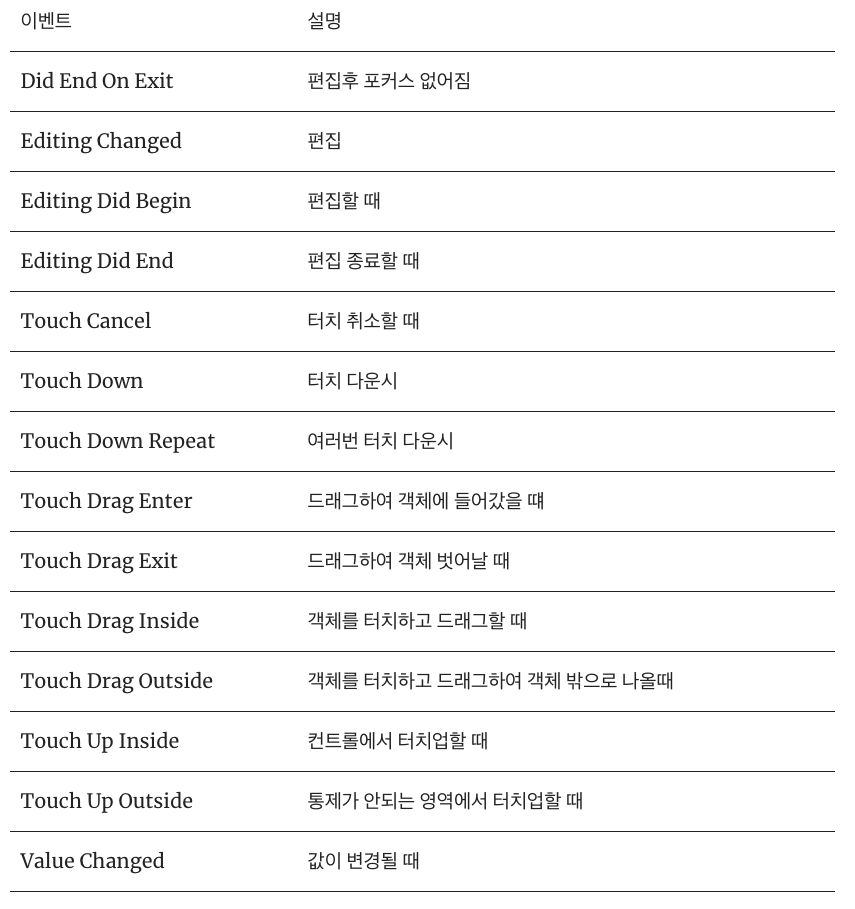 이벤트 설명
Did End On Exit 편집후 포커스 없어짐
Editing Changed 편집
Editing Did Begin 편집할 때
Editing Did End 편집 종료할 때
Touch Cancel 터치 취소할 때
Touch Down 터치 다운시
Touch Down Repeat 여러번 터치 다운시
Touch Drag Enter 드래그하여 객체에 들어갔을 떄
Touch Drag Exit 드래그하여 객체 벗어날 때
Touch Drag Inside 객체를 터치하고 드래그할 때
Touch Drag Outside 객체를 터치하고 드래그하여 객체 밖으로 나올때
Touch Up Inside 컨트롤에서 터치업할 때
Touch Up Outside 통제가 안되는 영역에서 터치업할 때
Value Changed 값이 변경될 때